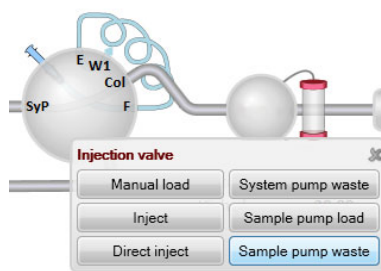 E
W1
Col
SyP
F
Injection valve
Manual load
System pump waste
Inject
Sample pump load
Direct inject
Sample pump waste